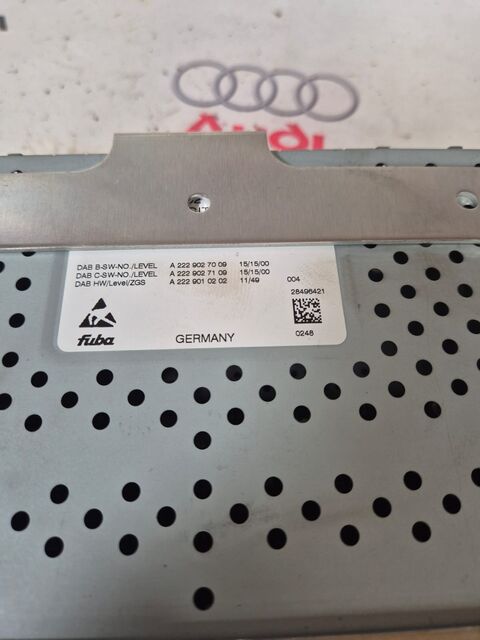 DAB B-SW-NO./LEVEL A 222 902 70 09 15/15/00
DAB C-SW-NO./LEVEL A 222 902 71 09 15/15/00
DAB HW/Level/ZGS A 222 901 02 02 11/49 004
28496421
0248
fuba
GERMANY